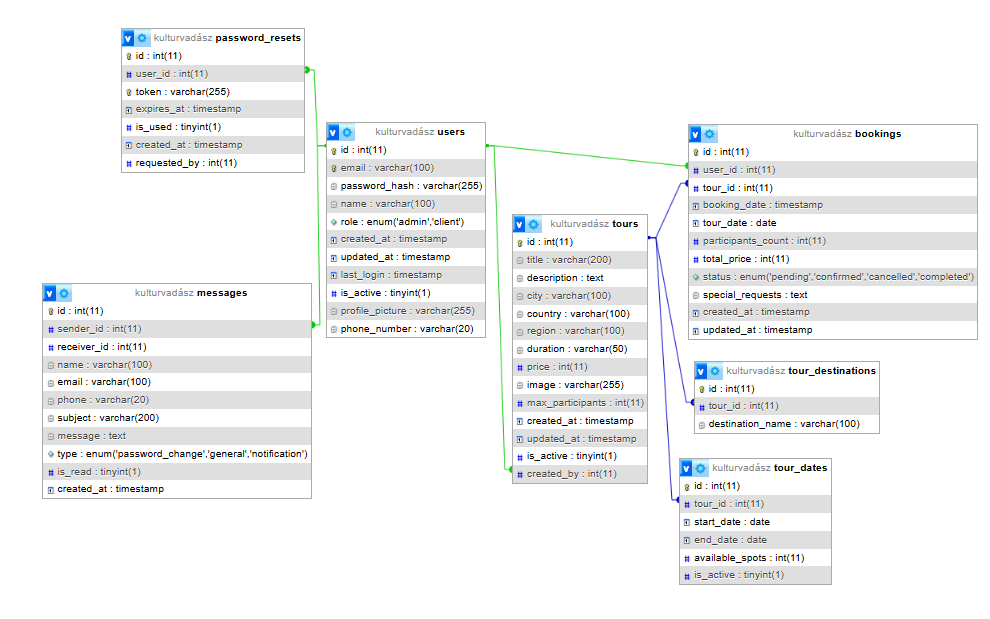 kulturvadász password_resets
id : int(11)
user_id : int(11)
token : varchar(255)
expires_at : timestamp
is_used : tinyint(1)
created_at : timestamp
requested_by : int(11)
kulturvadász users
id : int(11)
email : varchar(100)
password_hash : varchar(255)
name : varchar(100)
role : enum('admin','client')
created_at : timestamp
updated_at : timestamp
last_login : timestamp
is_active : tinyint(1)
profile_picture : varchar(255)
phone_number : varchar(20)
kulturvadász bookings
id : int(11)
user_id : int(11)
tour_id : int(11)
booking_date : timestamp
tour_date : date
participants_count : int(11)
total_price : int(11)
status : enum('pending','confirmed','cancelled','completed')
special_requests : text
created_at : timestamp
updated_at : timestamp
kulturvadász tours
id : int(11)
title : varchar(200)
description : text
city : varchar(100)
country : varchar(100)
region : varchar(100)
duration : varchar(50)
price : int(11)
image : varchar(255)
max_participants : int(11)
created_at : timestamp
updated_at : timestamp
is_active : tinyint(1)
created_by : int(11)
kulturvadász messages
id : int(11)
sender_id : int(11)
receiver_id : int(11)
name : varchar(100)
email : varchar(100)
phone : varchar(20)
subject : varchar(200)
message : text
type : enum('password_change','general','notification')
is_read : tinyint(1)
created_at : timestamp
kulturvadász tour_destinations
id : int(11)
tour_id : int(11)
destination_name : varchar(100)
kulturvadász tour_dates
id : int(11)
tour_id : int(11)
start_date : date
end_date : date
available_spots : int(11)
is_active : tinyint(1)